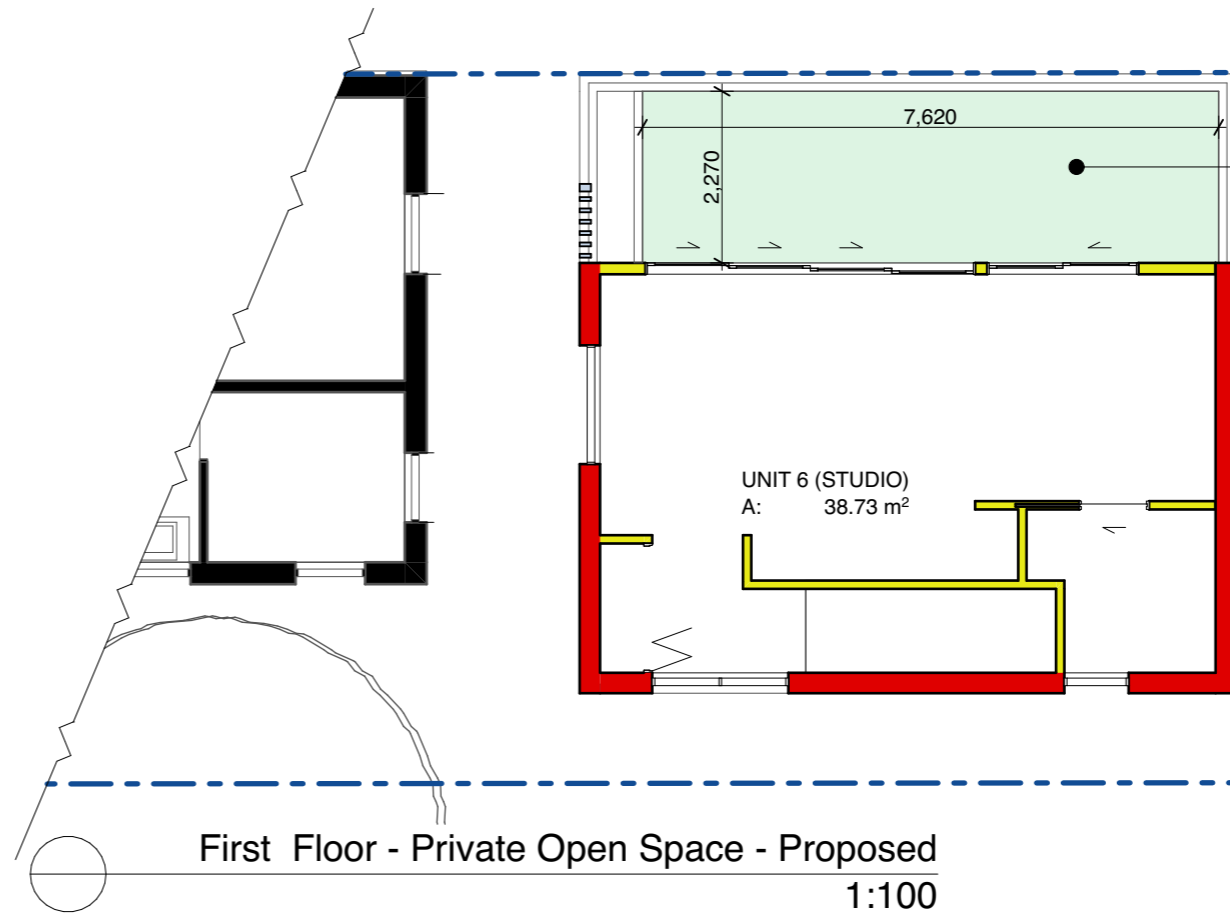 7,620
2,270
UNIT 6 (STUDIO)
A: 38.73 m²
First Floor - Private Open Space - Proposed
1:100